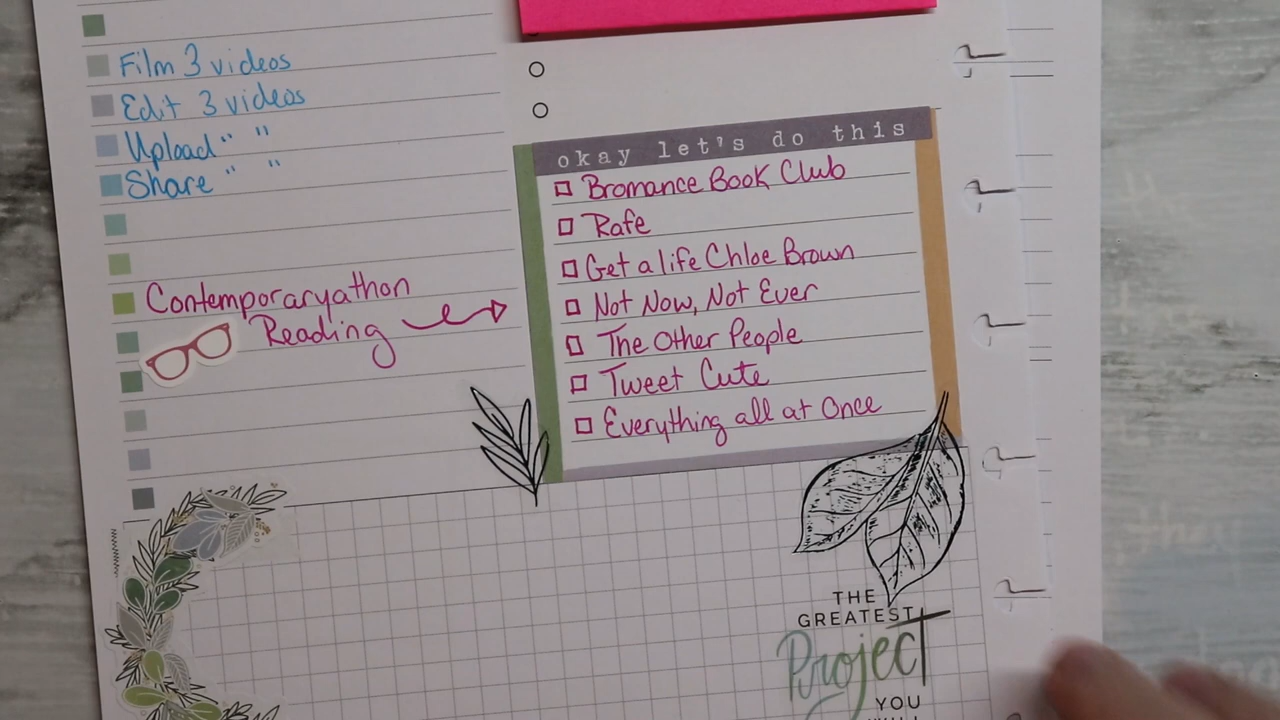 Film 3 videos
Edit 3 videos
Upload " "
Share " "
Contemporaryathon
Reading
okay let's do this
Bromance Book Club
Rafe
Get a life Chloe Brown
Not Now, Not Ever
The Other People
Tweet Cute
Everything all at Once
THE
GREATEST
Project
YOU